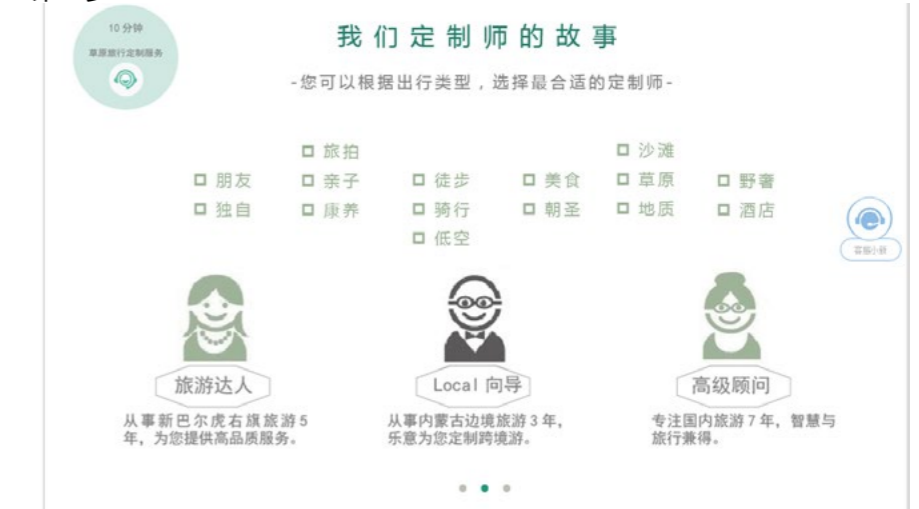 10 分钟
草原旅行定制服务
我们定制师的故事
-您可以根据出行类型，选择最合适的定制师-
旅拍
沙滩
朋友
亲子
徒步
美食
草原
野奢
独自
康养
骑行
朝圣
地质
酒店
低空
旅游达人
Local 向导
高级顾问
从事新巴尔虎右旗旅游5
年，为您提供高品质服务。
从事内蒙古边境旅游3年，
乐意为您定制跨境游。
专注国内旅游7年，智慧与
旅行兼得。